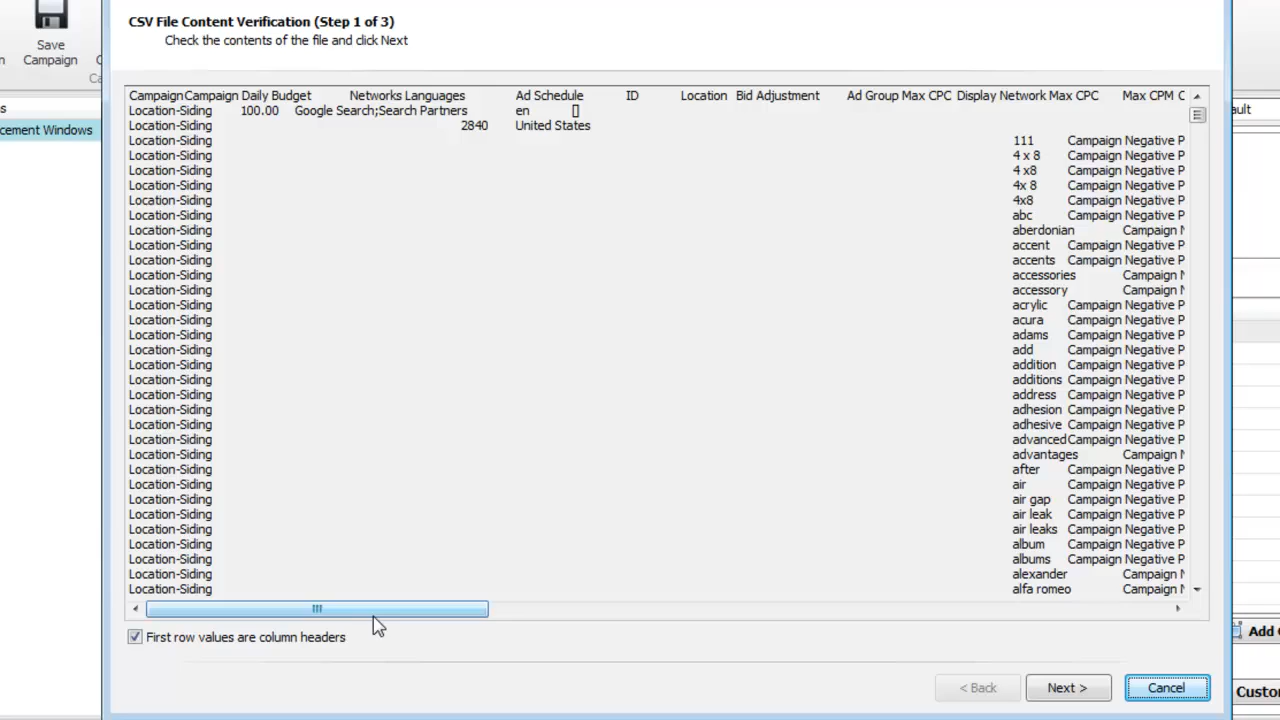 CSV File Content Verification (Step 1 of 3)
Check the contents of the file and click Next
Save
Campaign
cement Windows
Campaign Campaign Daily Budget Networks Languages Ad Schedule ID Location Bid Adjustment Ad Group Max CPC Display Network Max CPC Max CPM C
Location-Siding 100.00 Google Search;Search Partners en []
Location-Siding 2840 United States
Location-Siding 111 Campaign Negative P
Location-Siding 4 x 8 Campaign Negative P
Location-Siding 4 x8 Campaign Negative P
Location-Siding 4x 8 Campaign Negative P
Location-Siding 4x8 Campaign Negative P
Location-Siding abc Campaign Negative P
Location-Siding aberdonian Campaign N
Location-Siding accent Campaign Negative P
Location-Siding accents Campaign Negative P
Location-Siding accessories Campaign N
Location-Siding accessory Campaign N
Location-Siding acrylic Campaign Negative P
Location-Siding acura Campaign Negative P
Location-Siding adams Campaign Negative P
Location-Siding add Campaign Negative P
Location-Siding addition Campaign Negative P
Location-Siding additions Campaign Negative P
Location-Siding address Campaign Negative P
Location-Siding adhesion Campaign Negative P
Location-Siding adhesive Campaign Negative P
Location-Siding advanced Campaign Negative P
Location-Siding advantages Campaign N
Location-Siding after Campaign Negative P
Location-Siding air Campaign Negative P
Location-Siding air gap Campaign Negative P
Location-Siding air leak Campaign Negative P
Location-Siding air leaks Campaign Negative P
Location-Siding album Campaign Negative P
Location-Siding albums Campaign Negative P
Location-Siding alexander Campaign N
Location-Siding alfa romeo Campaign N
First row values are column headers
< Back Next > Cancel
ault
Add
Custo